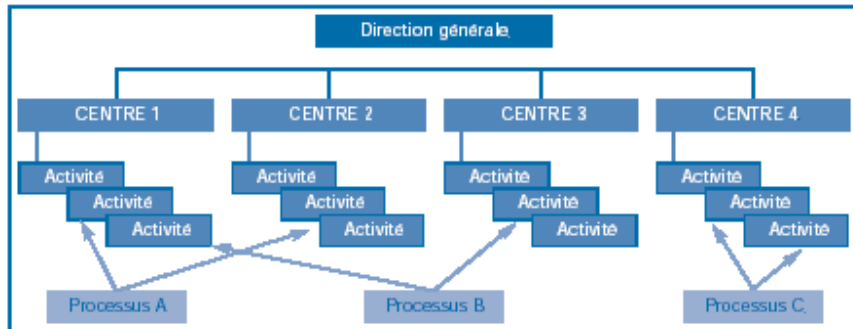 Direction générale
CENTRE 1 CENTRE 2 CENTRE 3 CENTRE 4
Activité Activité Activité Activité
Activité Activité Activité Activité
Activité Activité Activité Activité
Processus A Processus B Processus C